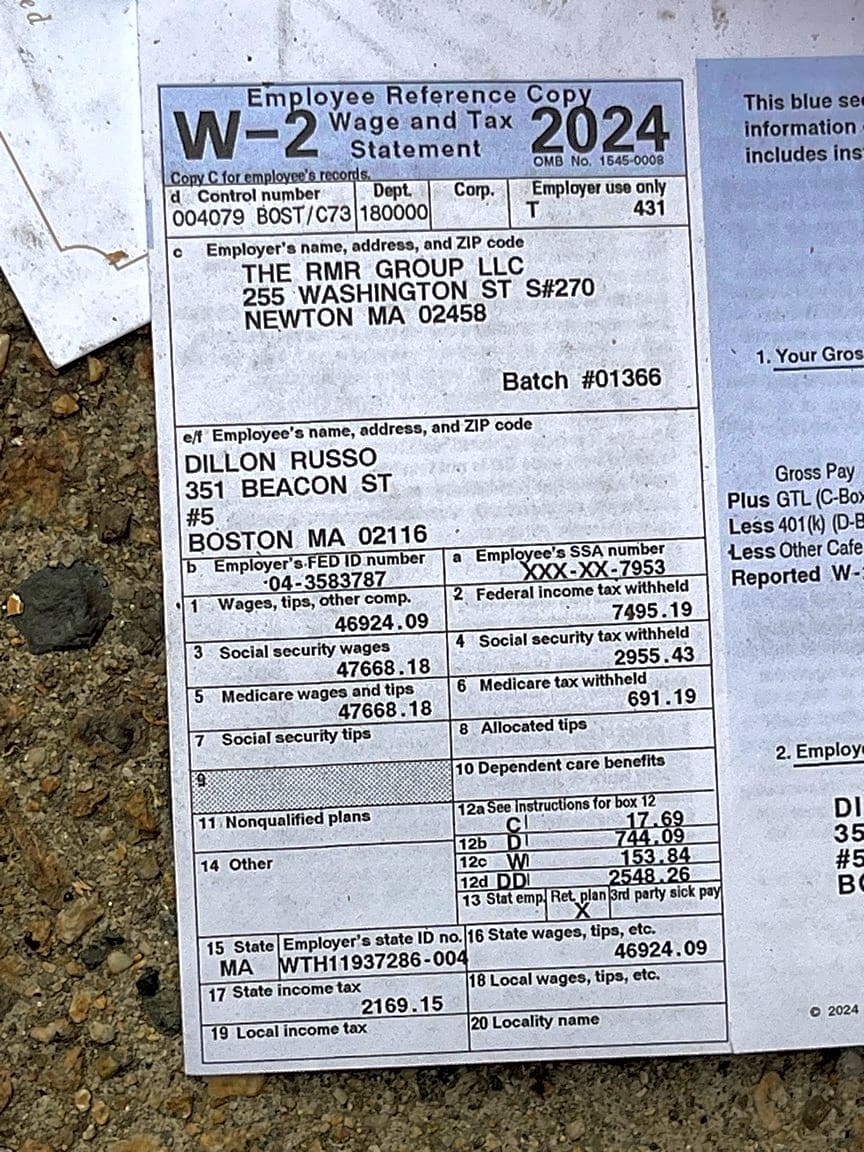 ed
Employee Reference Copy
W-2 Wage and Tax Statement 2024
OMB No. 1545-0008
Copy C for employee's records.
d Control number Dept. Corp. Employer use only
004079 BOST/C73 180000 T 431
c Employer's name, address, and ZIP code
THE RMR GROUP LLC
255 WASHINGTON ST S#270
NEWTON MA 02458
Batch #01366
e/f Employee's name, address, and ZIP code
DILLON RUSSO
351 BEACON ST
#5
BOSTON MA 02116
b Employer's FED ID number a Employee's SSA number
04-3583787 XXX-XX-7953
1 Wages, tips, other comp. 2 Federal income tax withheld
46924.09 7495.19
3 Social security wages 4 Social security tax withheld
47668.18 2955.43
5 Medicare wages and tips 6 Medicare tax withheld
47668.18 691.19
7 Social security tips 8 Allocated tips
9 10 Dependent care benefits
11 Nonqualified plans 12a See Instructions for box 12
C 17.69
12b D 744.09
14 Other 12c W 153.84
12d DD 2548.26
13 Stat emp. Ret. plan 3rd party sick pay
X
15 State Employer's state ID no. 16 State wages, tips, etc.
MA WTH11937286-004 46924.09
17 State income tax 18 Local wages, tips, etc.
2169.15
19 Local income tax 20 Locality name
This blue se
information
includes ins
1. Your Gros
Gross Pay
Plus GTL (C-Box
Less 401(k) (D-B
Less Other Cafe
Reported W-
2. Employe
DI
35
#5
BO
© 2024